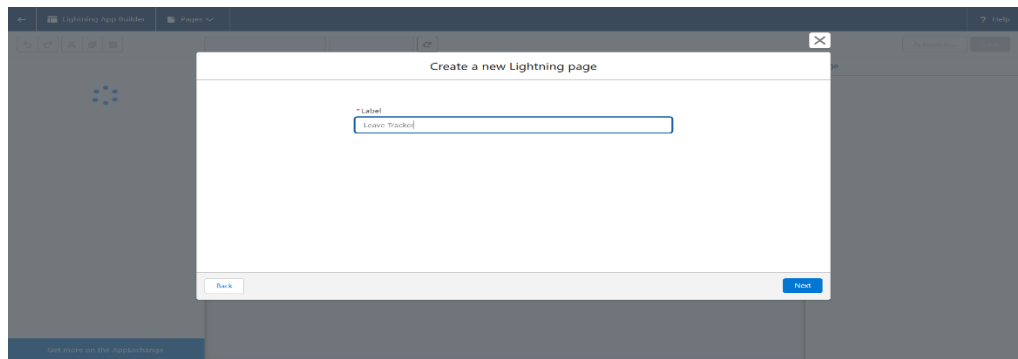 Lightning App Builder
Pages
? Help
Create a new Lightning page
* Label
Leave Tracker
Back
Next
Get more on the AppExchange